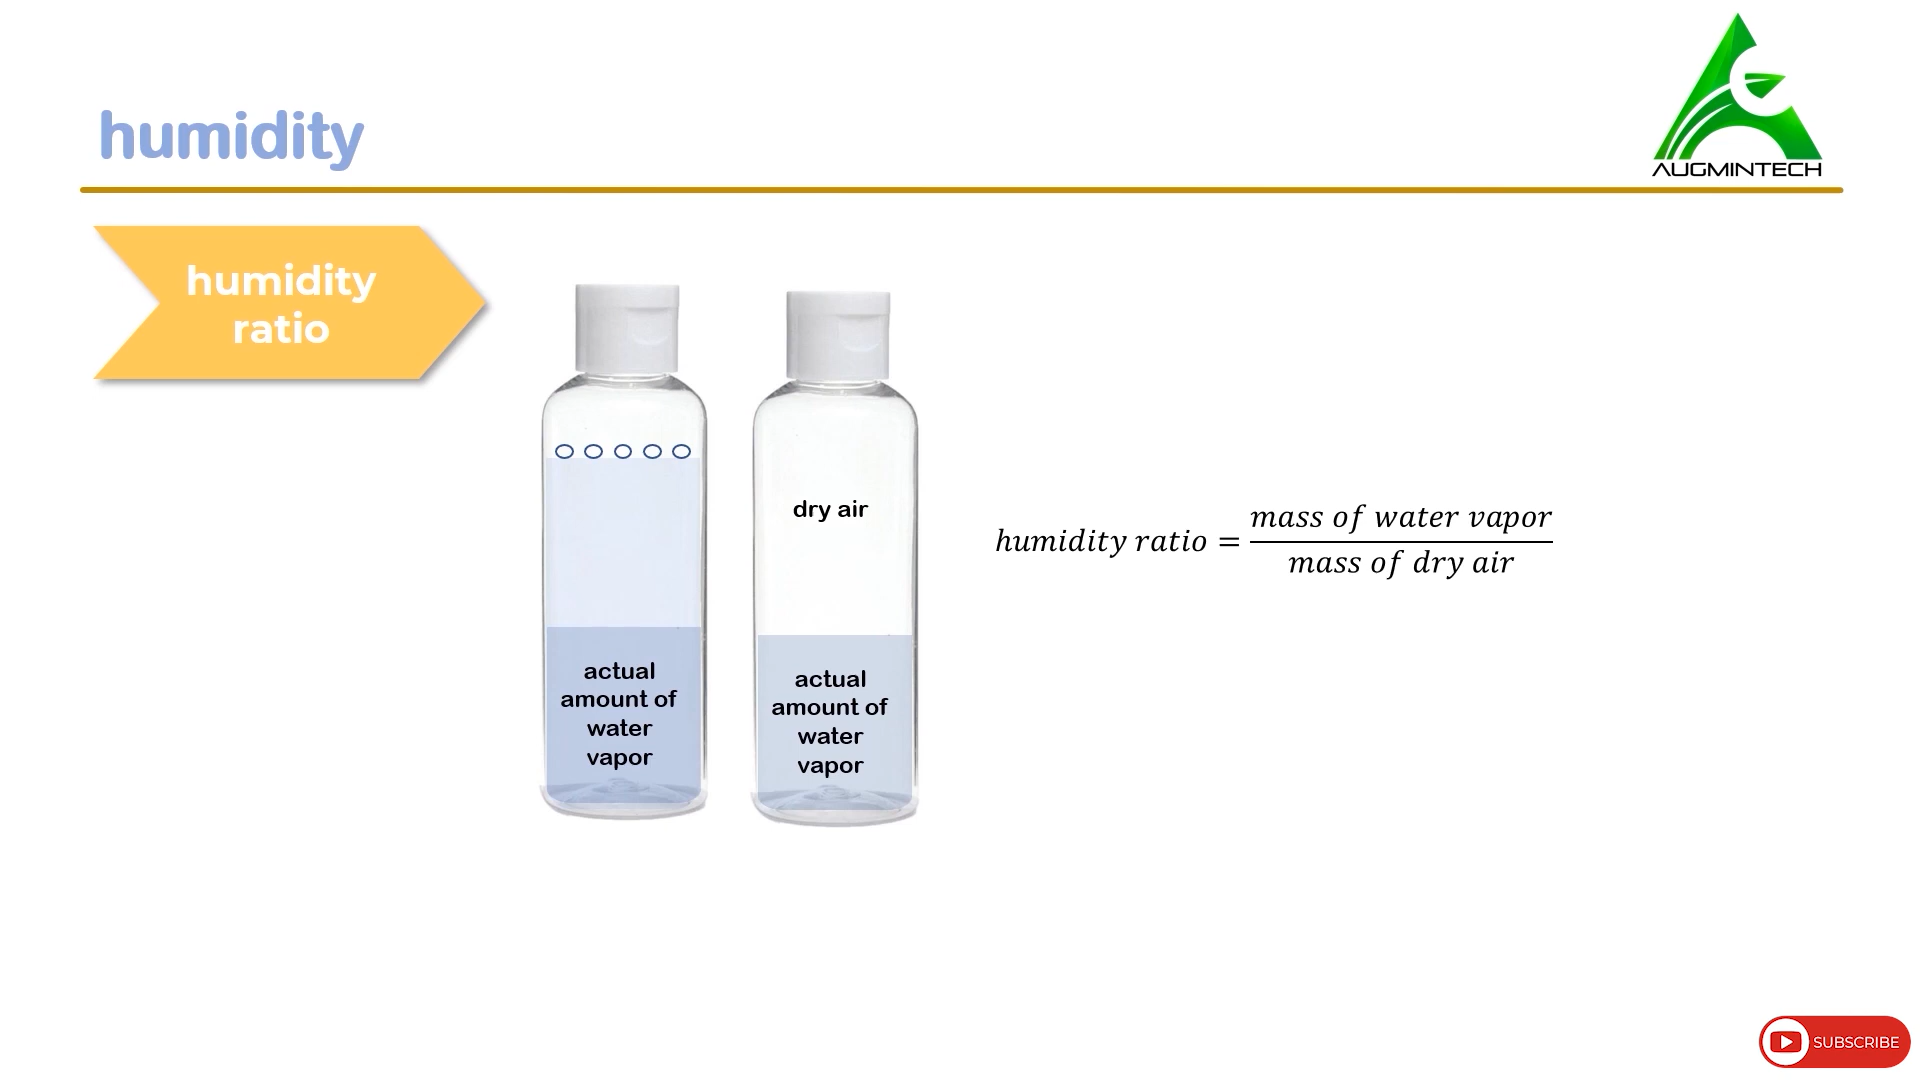 AUGMINTECH
humidity
humidity
ratio
dry air
actual
amount of
water
vapor
actual
amount of
water
vapor
humidity ratio = mass of water vapor / mass of dry air
SUBSCRIBE